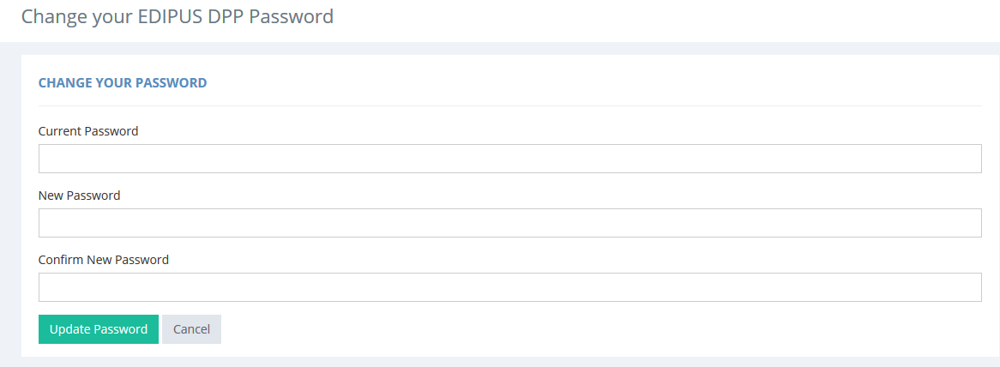 Change your EDIPUS DPP Password
CHANGE YOUR PASSWORD
Current Password
New Password
Confirm New Password
Update Password
Cancel